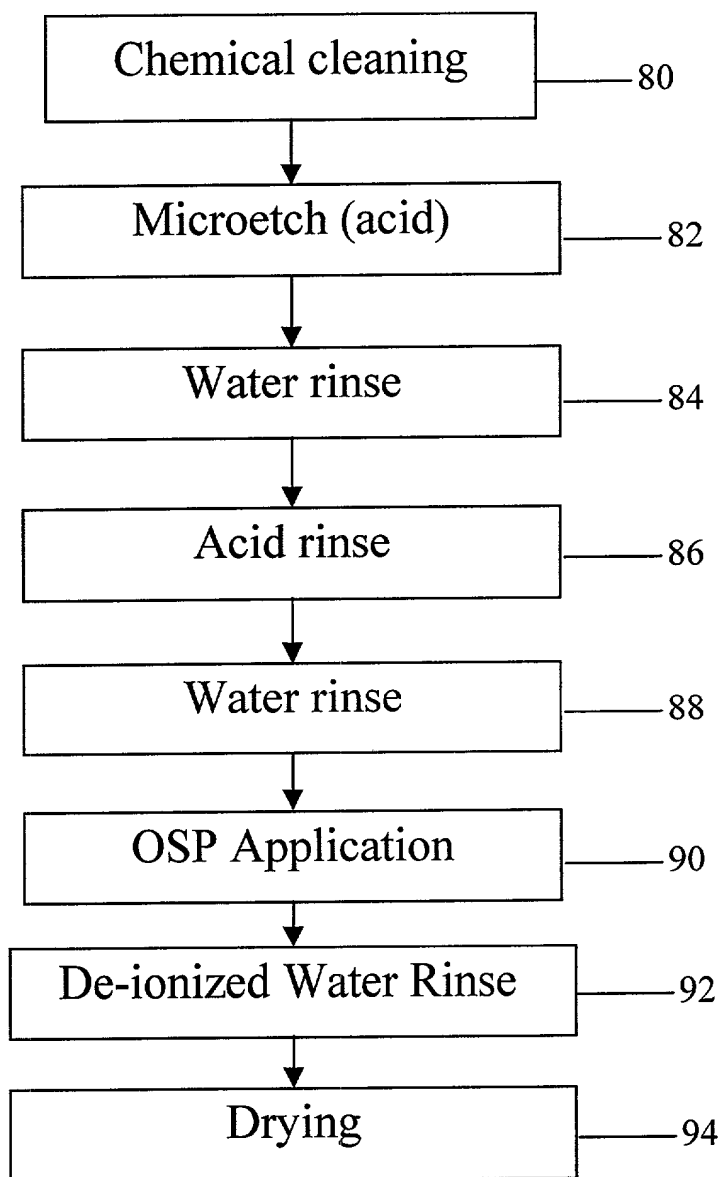 Chemical cleaning 80
Microetch (acid) 82
Water rinse 84
Acid rinse 86
Water rinse 88
OSP Application 90
De-ionized Water Rinse 92
Drying 94